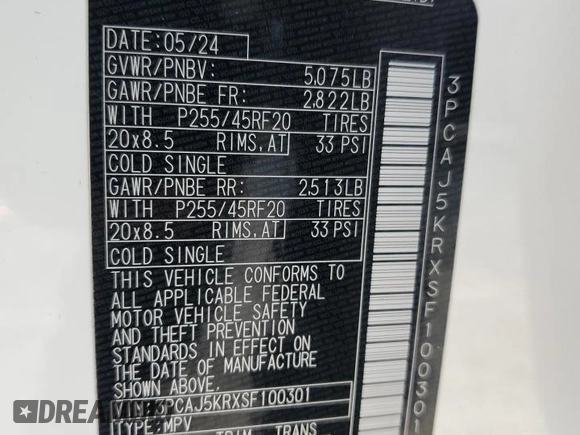 DATE:05/24
GVWR/PNBV: 5,075LB
GAWR/PNBE FR: 2,822LB
WITH P255/45RF20 TIRES
20x8.5 RIMS,AT 33 PSI
COLD SINGLE
GAWR/PNBE RR: 2,513LB
WITH P255/45RF20 TIRES
20x8.5 RIMS,AT 33 PSI
COLD SINGLE
THIS VEHICLE CONFORMS TO
ALL APPLICABLE FEDERAL
MOTOR VEHICLE SAFETY
AND THEFT PREVENTION
STANDARDS IN EFFECT ON
THE DATE OF MANUFACTURE
SHOWN ABOVE.
VIN:3PCAJ5KRXSF100301
TYPE:MPV
TRIM TRANS
3PCAJ5KRXSF100301